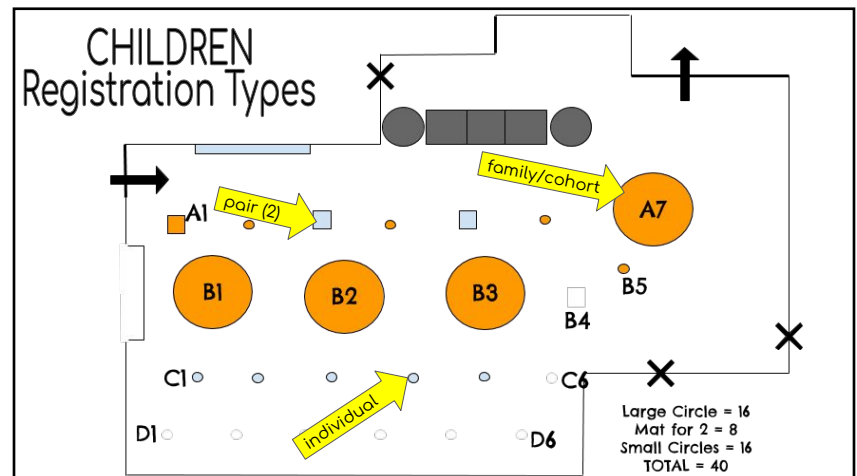 CHILDREN
Registration Types
family/cohort
pair (2)
A1
A7
B1
B2
B3
B4
B5
C1
C6
individual
D1
D6
Large Circle = 16
Mat for 2 = 8
Small Circles = 16
TOTAL = 40